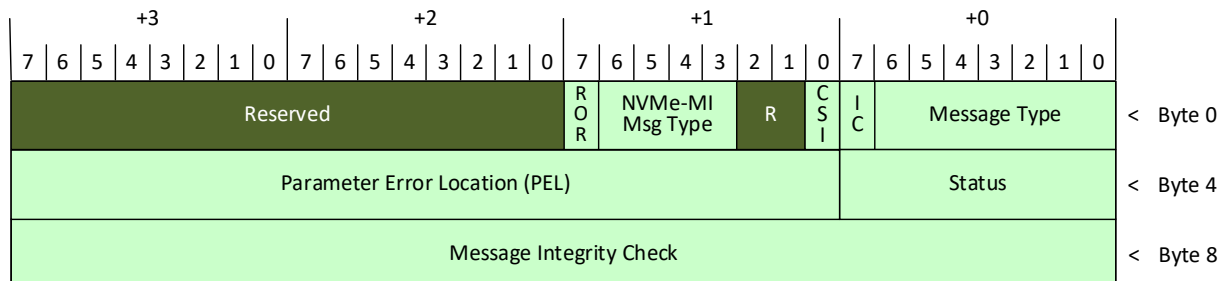 +3 +2 +1 +0
7 6 5 4 3 2 1 0 7 6 5 4 3 2 1 0 7 6 5 4 3 2 1 0 7 6 5 4 3 2 1 0
Reserved ROR NVMe-MI Msg Type R CSI IC Message Type < Byte 0
Parameter Error Location (PEL) Status < Byte 4
Message Integrity Check < Byte 8